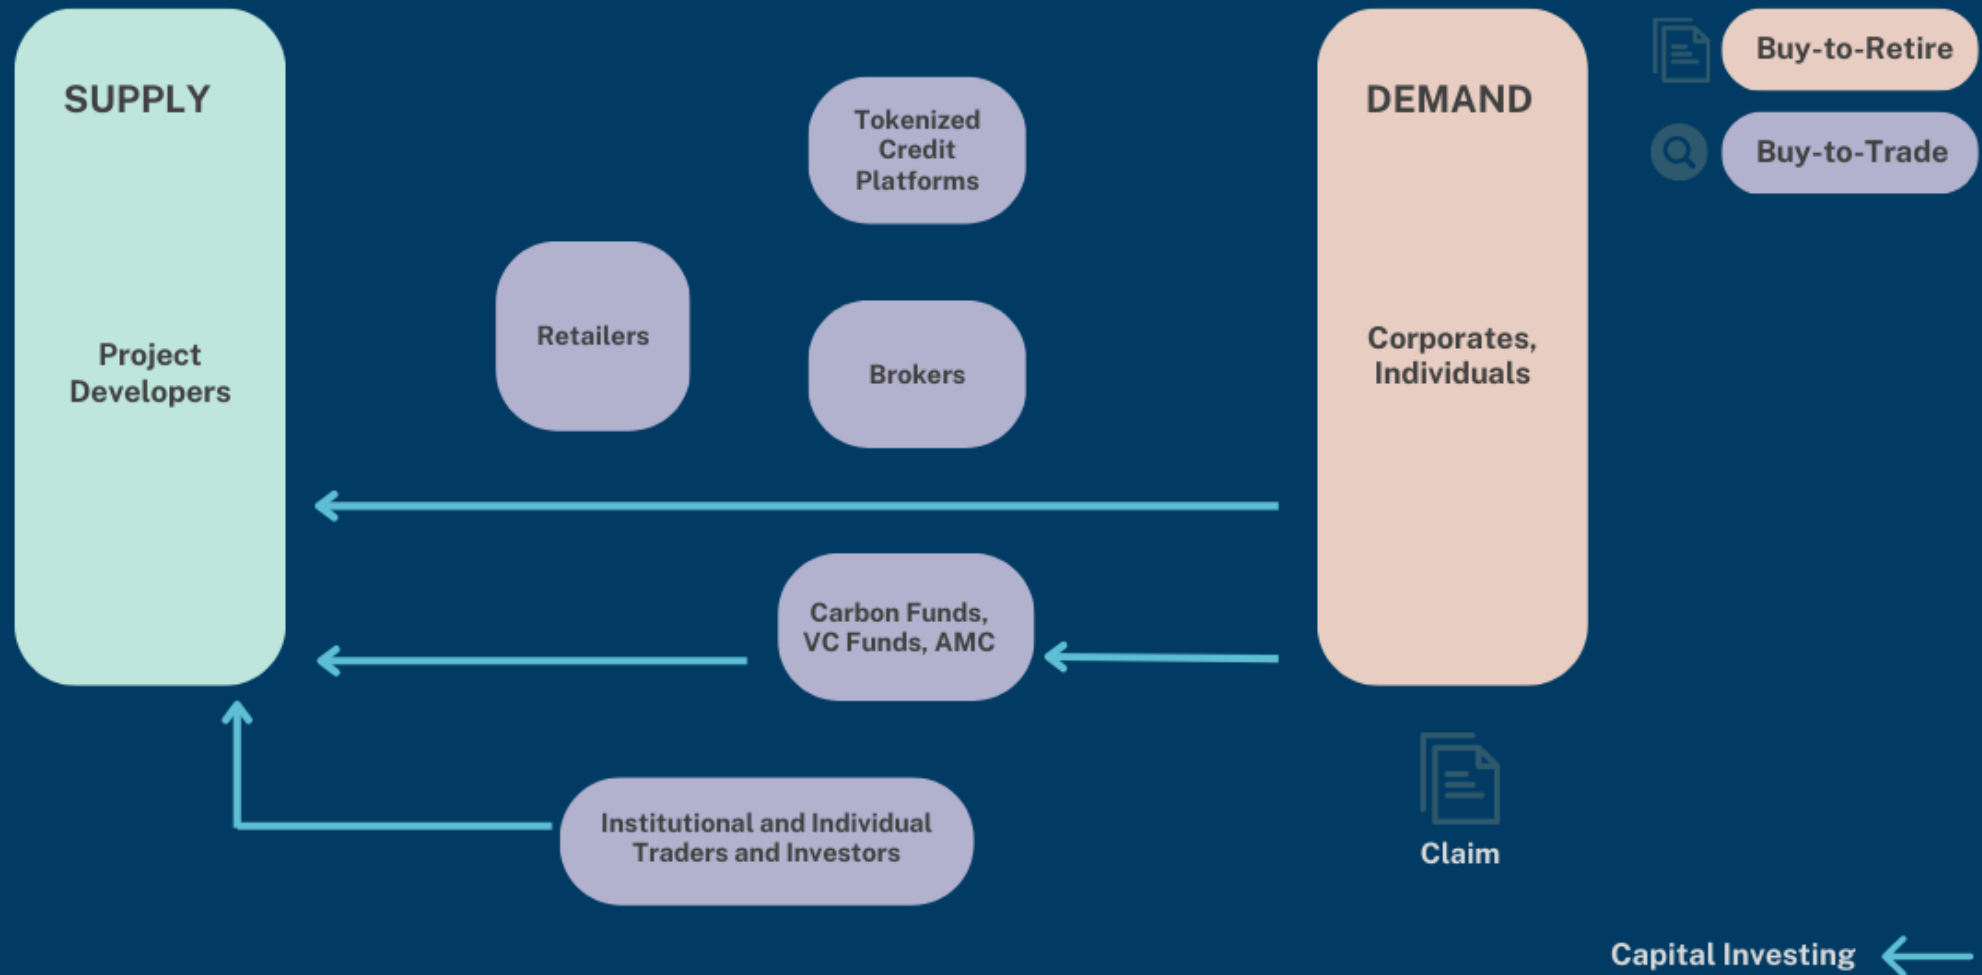 SUPPLY
Project
Developers
Retailers
Tokenized
Credit
Platforms
Brokers
Carbon Funds,
VC Funds, AMC
Institutional and Individual
Traders and Investors
DEMAND
Corporates,
Individuals
Claim
Buy-to-Retire
Buy-to-Trade
Capital Investing